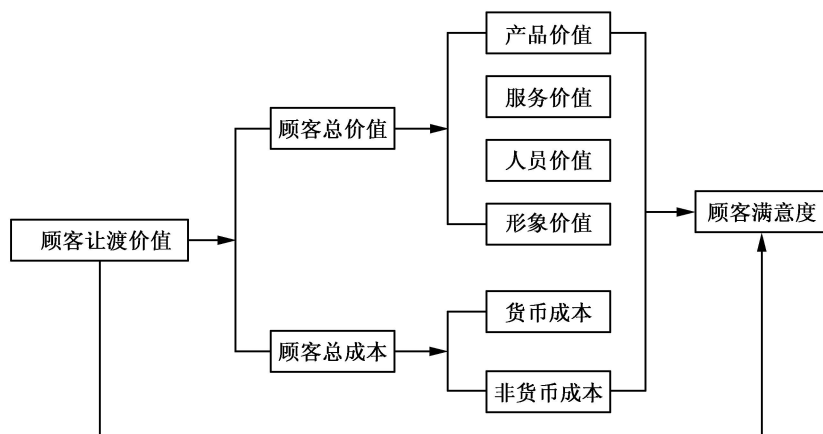 产品价值
服务价值
顾客总价值
人员价值
形象价值
顾客让渡价值
顾客满意度
货币成本
顾客总成本
非货币成本